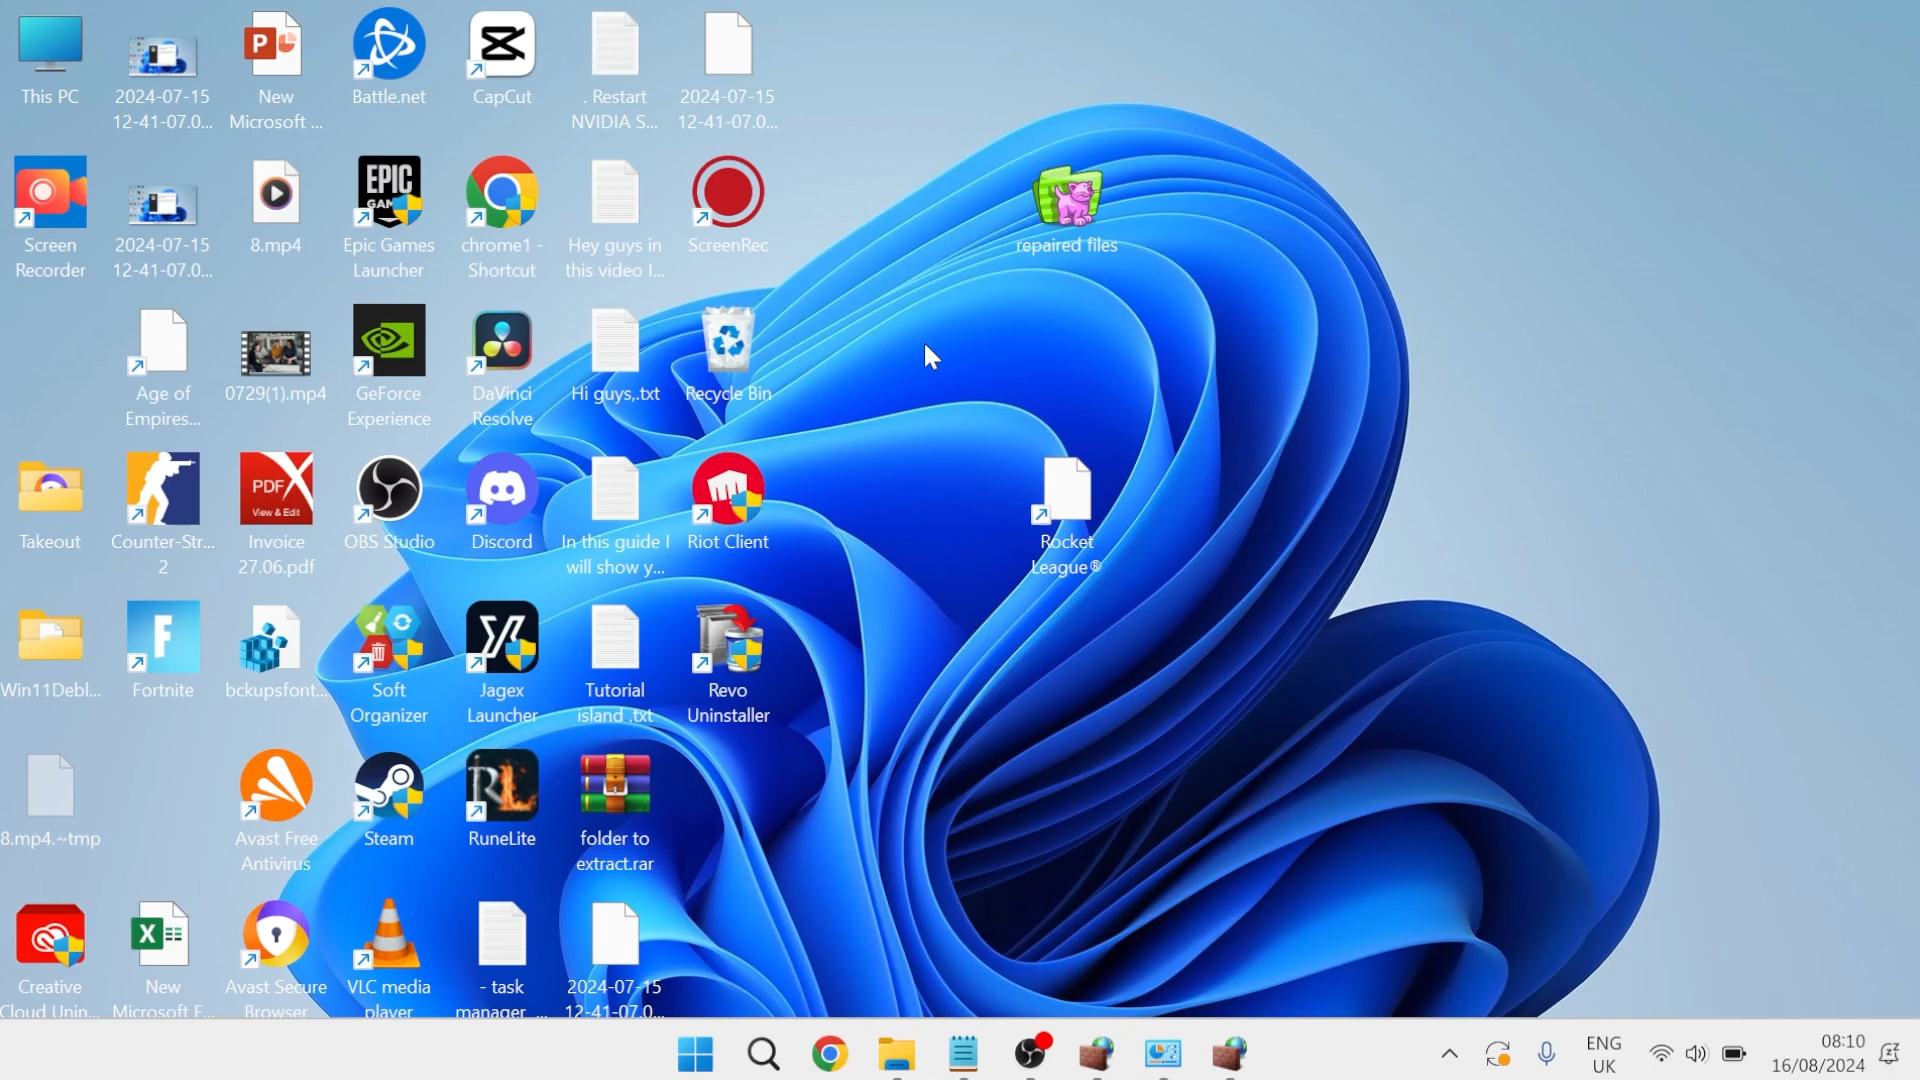 This PC
2024-07-15
12-41-07.0...
New
Microsoft ...
Battle.net
CapCut
. Restart
NVIDIA S...
2024-07-15
12-41-07.0...
Screen
Recorder
2024-07-15
12-41-07.0...
8.mp4
EPIC
GAM
Epic Games
Launcher
chrome1 -
Shortcut
Hey guys in
this video I...
ScreenRec
repaired files
Age of
Empires...
0729(1).mp4
GeForce
Experience
DaVinci
Resolve
Hi guys,.txt
Recycle Bin
Takeout
Counter-Str...
2
PDF
View & Edit
Invoice
27.06.pdf
OBS Studio
Discord
In this guide I
will show y...
Riot Client
Rocket
League®
Win11Debl...
F
Fortnite
bckupsfont...
Soft
Organizer
Jagex
Launcher
Tutorial
island .txt
Revo
Uninstaller
8.mp4.~tmp
Avast Free
Antivirus
Steam
RL
RuneLite
folder to
extract.rar
Creative
Cloud Unin...
New
Microsoft E...
Avast Secure
Browser
VLC media
player
- task
manager ...
2024-07-15
12-41-07.0...
ENG
UK
08:10
16/08/2024